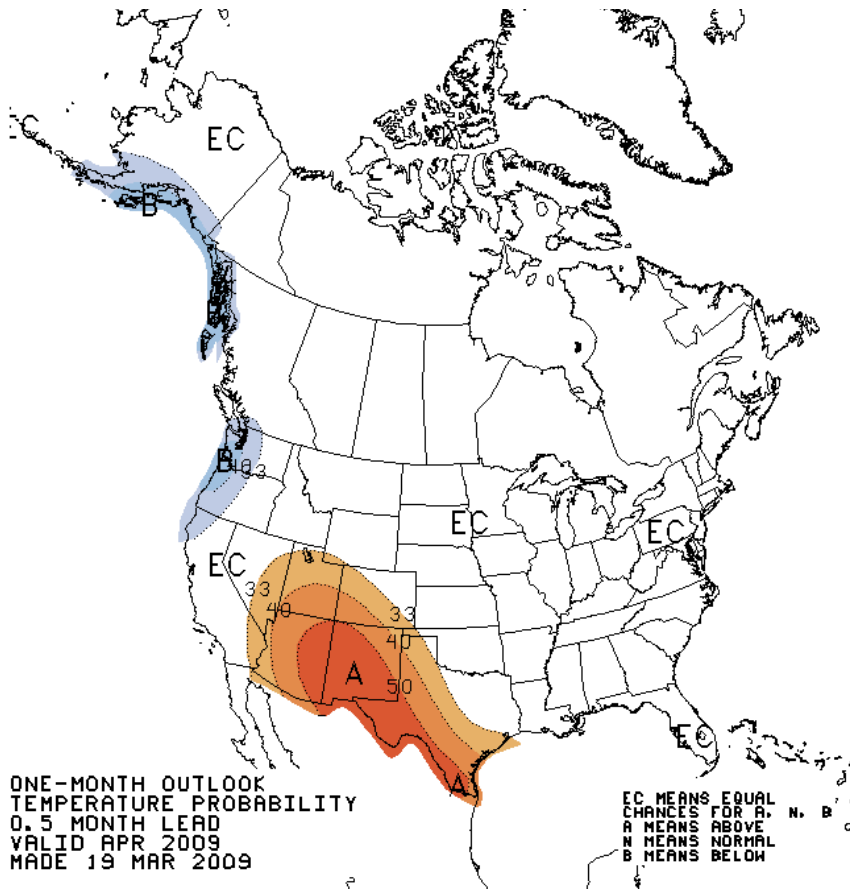 EC
EC
B
B
B
40
33
EC
EC
EC
33
40
33
40
A
50
EC
A
ONE-MONTH OUTLOOK
TEMPERATURE PROBABILITY
0.5 MONTH LEAD
VALID APR 2009
MADE 19 MAR 2009
EC MEANS EQUAL
CHANCES FOR A, N, B
A MEANS ABOVE
N MEANS NORMAL
B MEANS BELOW